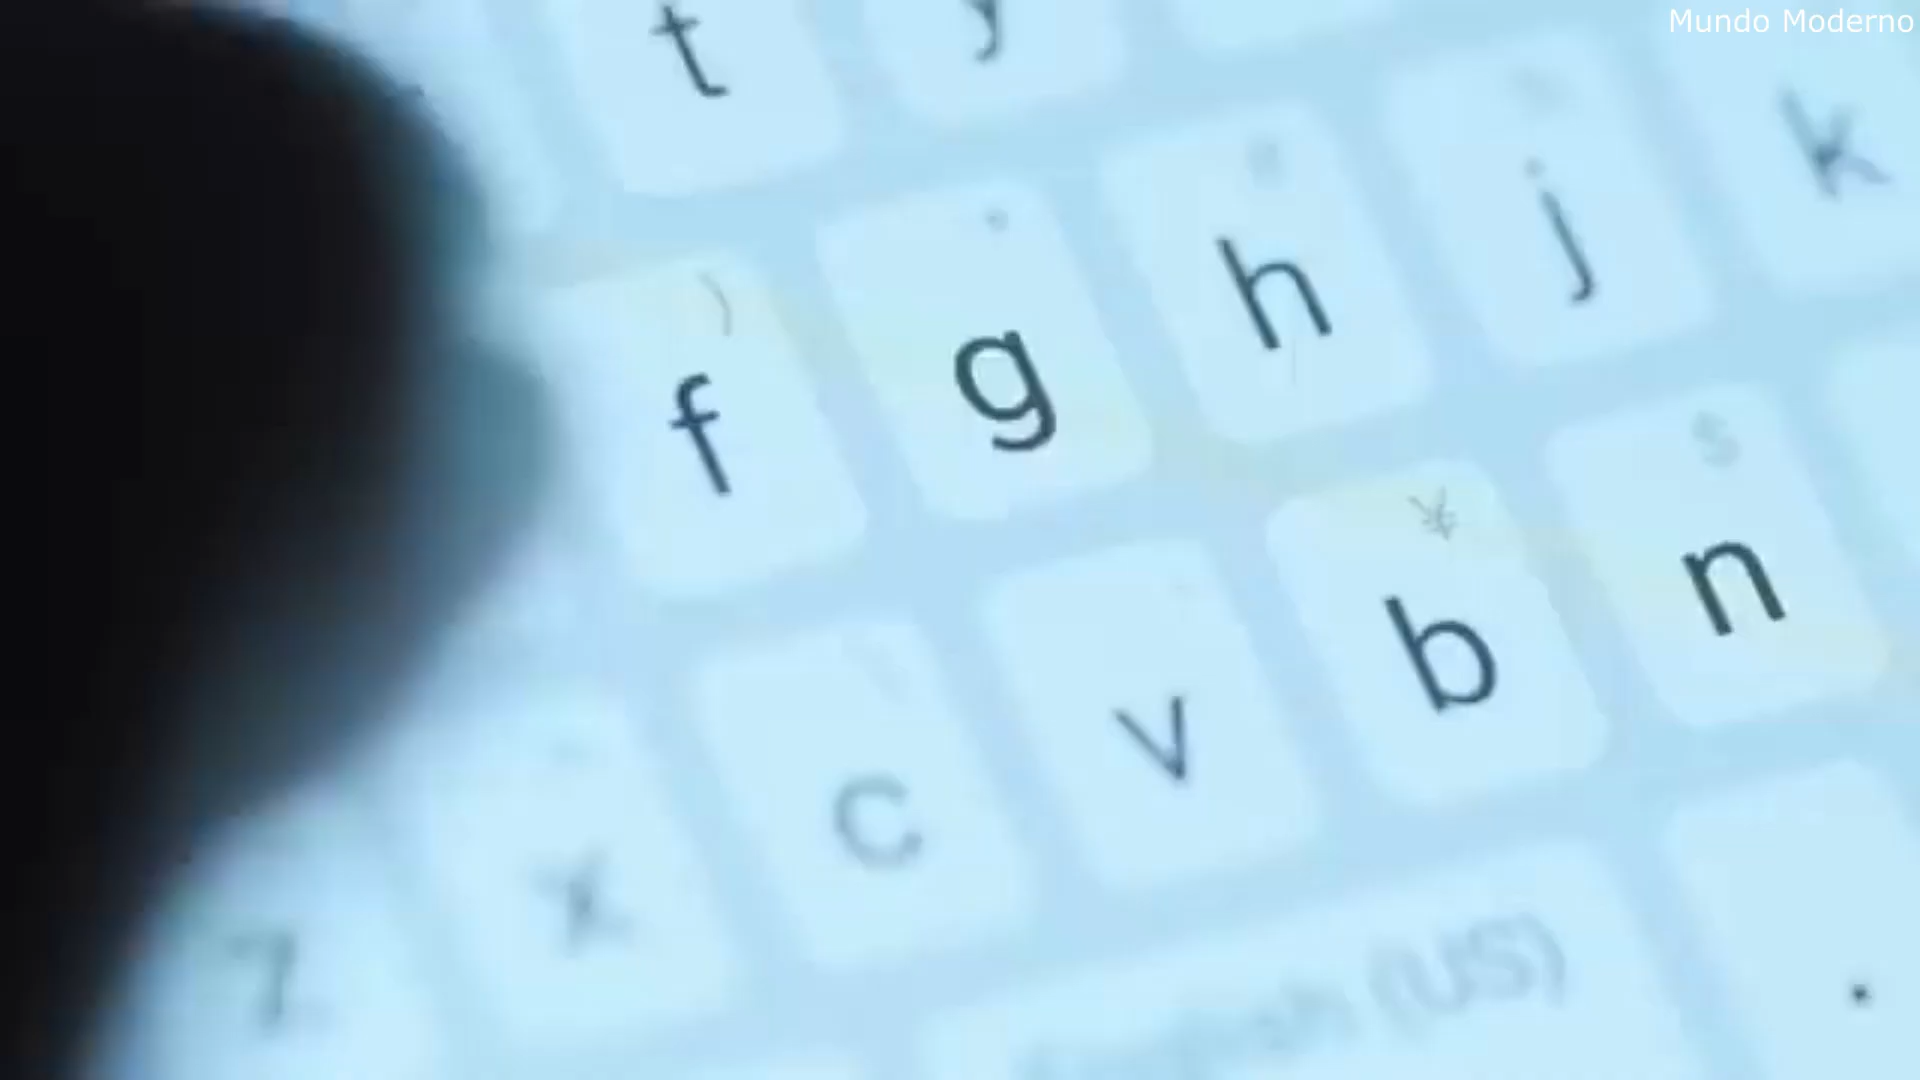 Mundo Moderno
t y
f g h j k
z x c v b n
) ¥ $
(US)
.